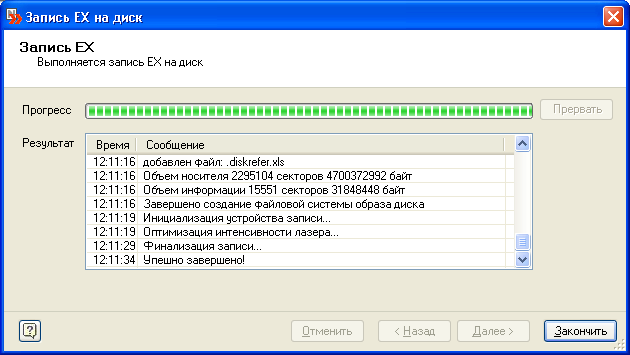 Запись EX на диск
Запись EX
Выполняется запись EX на диск
Прогресс
Прервать
Результат
Время Сообщение
12:11:16 добавлен файл: .diskrefer.xls
12:11:16 Объем носителя 2295104 секторов 4700372992 байт
12:11:16 Объем информации 15551 секторов 31848448 байт
12:11:16 Завершено создание файловой системы образа диска
12:11:19 Инициализация устройства записи...
12:11:19 Оптимизация интенсивности лазера...
12:11:29 Финализация записи...
12:11:34 Упешно завершено!
? Отменить < Назад Далее > Закончить